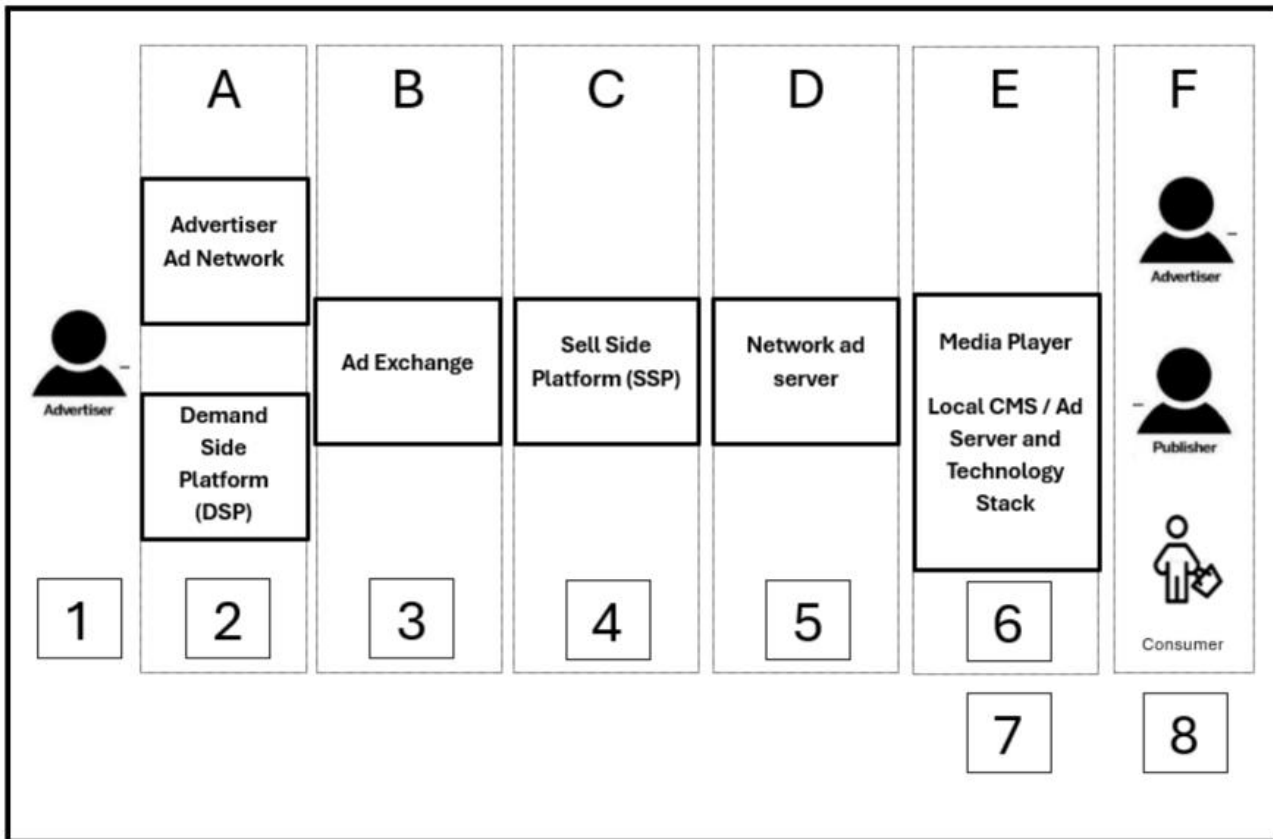 A
B
C
D
E
F
Advertiser
Advertiser
Ad Network
Demand
Side
Platform
(DSP)
Ad Exchange
Sell Side
Platform (SSP)
Network ad
server
Media Player
Local CMS / Ad
Server and
Technology
Stack
Advertiser
Publisher
Consumer
1
2
3
4
5
6
7
8